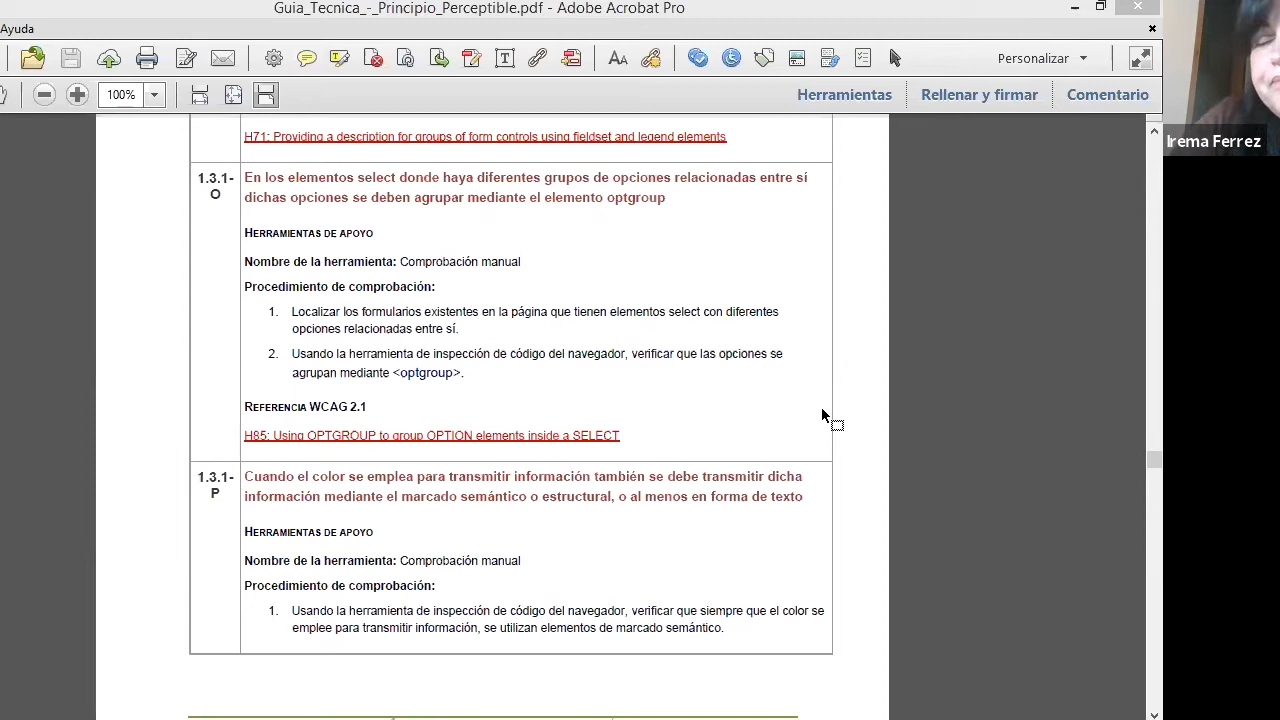 Guia_Tecnica_-_Principio_Perceptible.pdf - Adobe Acrobat Pro
Ayuda
Personalizar
100%
Herramientas
Rellenar y firmar
Comentario
Irema Ferrez
H71: Providing a description for groups of form controls using fieldset and legend elements
1.3.1-
O
En los elementos select donde haya diferentes grupos de opciones relacionadas entre sí
dichas opciones se deben agrupar mediante el elemento optgroup
HERRAMIENTAS DE APOYO
Nombre de la herramienta: Comprobación manual
Procedimiento de comprobación:
1. Localizar los formularios existentes en la página que tienen elementos select con diferentes
opciones relacionadas entre sí.
2. Usando la herramienta de inspección de código del navegador, verificar que las opciones se
agrupan mediante <optgroup>.
REFERENCIA WCAG 2.1
H85: Using OPTGROUP to group OPTION elements inside a SELECT
1.3.1-
P
Cuando el color se emplea para transmitir información también se debe transmitir dicha
información mediante el marcado semántico o estructural, o al menos en forma de texto
HERRAMIENTAS DE APOYO
Nombre de la herramienta: Comprobación manual
Procedimiento de comprobación:
1. Usando la herramienta de inspección de código del navegador, verificar que siempre que el color se
emplee para transmitir información, se utilizan elementos de marcado semántico.